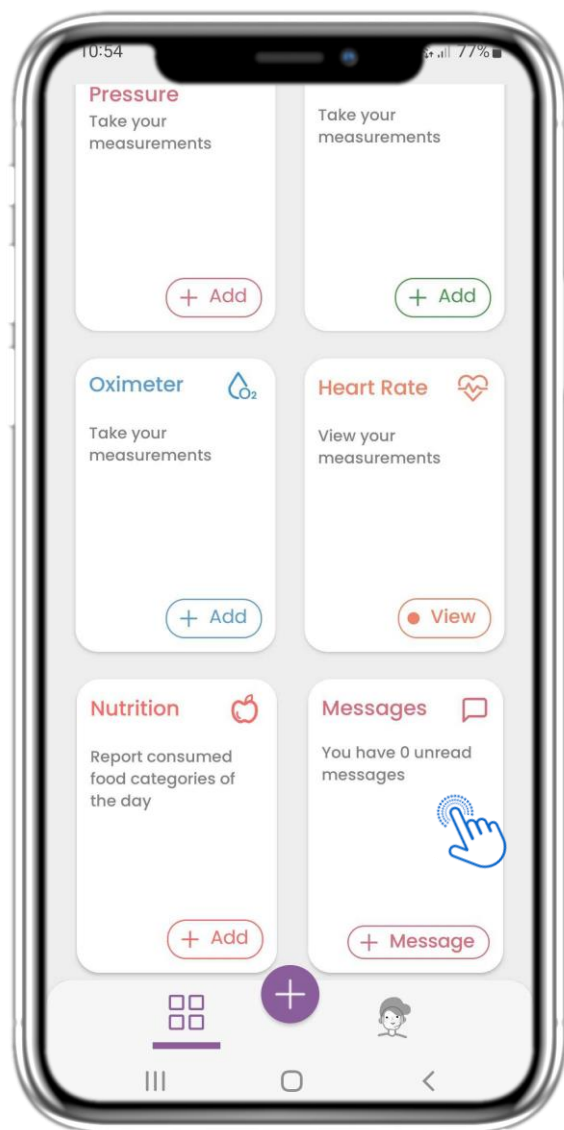 10:54
77%
Pressure
Take your
measurements
+ Add
Take your
measurements
+ Add
Oximeter
O2
Take your
measurements
+ Add
Heart Rate
View your
measurements
View
Nutrition
Report consumed
food categories of
the day
+ Add
Messages
You have 0 unread
messages
+ Message